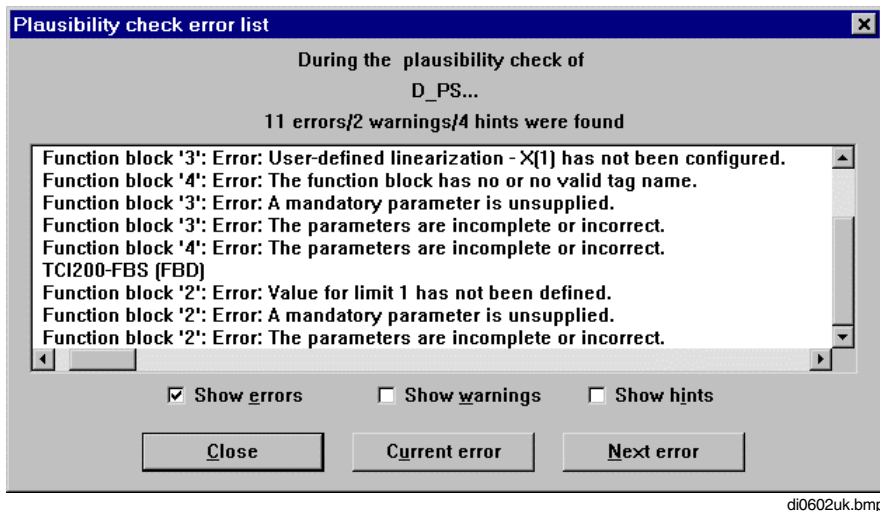 Plausibility check error list
During the plausibility check of
D_PS...
11 errors/2 warnings/4 hints were found
Function block '3': Error: User-defined linearization - X(1) has not been configured.
Function block '4': Error: The function block has no or no valid tag name.
Function block '3': Error: A mandatory parameter is unsupplied.
Function block '3': Error: The parameters are incomplete or incorrect.
Function block '4': Error: The parameters are incomplete or incorrect.
TCI200-FBS (FBD)
Function block '2': Error: Value for limit 1 has not been defined.
Function block '2': Error: A mandatory parameter is unsupplied.
Function block '2': Error: The parameters are incomplete or incorrect.
Show errors Show warnings Show hints
Close Current error Next error
di0602uk.bmp